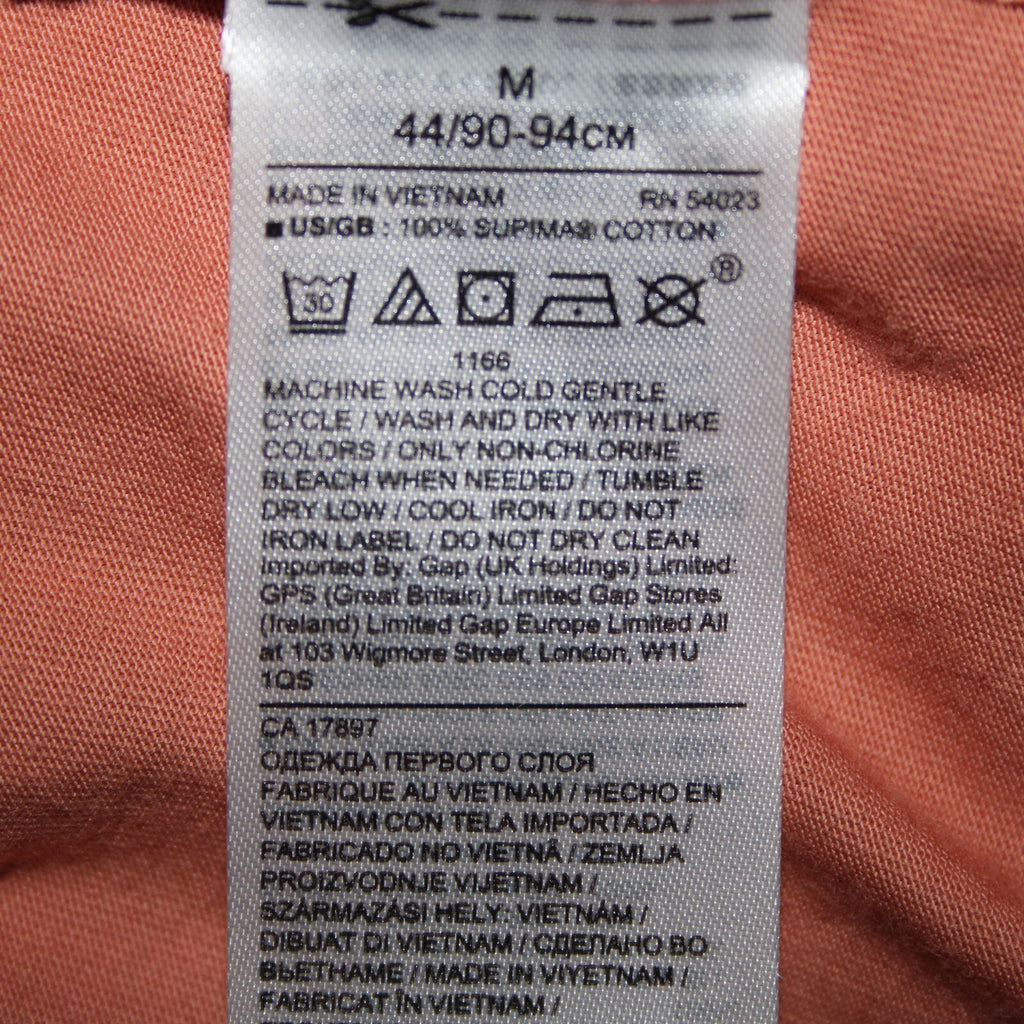 M
44/90-94CM
MADE IN VIETNAM RN 54023
■ US/GB : 100% SUPIMA® COTTON
30 ®
1166
MACHINE WASH COLD GENTLE
CYCLE / WASH AND DRY WITH LIKE
COLORS / ONLY NON-CHLORINE
BLEACH WHEN NEEDED / TUMBLE
DRY LOW / COOL IRON / DO NOT
IRON LABEL / DO NOT DRY CLEAN
Imported By: Gap (UK Holdings) Limited:
GPS (Great Britain) Limited Gap Stores
(Ireland) Limited Gap Europe Limited All
at 103 Wigmore Street, London, W1U
1QS
CA 17897
ОДЕЖДА ПЕРВОГО СЛОЯ
FABRIQUE AU VIETNAM / HECHO EN
VIETNAM CON TELA IMPORTADA /
FABRICADO NO VIETNÃ / ZEMLJA
PROIZVODNJE VIJETNAM /
SZÁRMAZÁSI HELY: VIETNÁM /
DIBUAT DI VIETNAM / СДЕЛАНО ВО
ВЬЕТНАМЕ / MADE IN VIYETNAM /
FABRICAT ÎN VIETNAM /